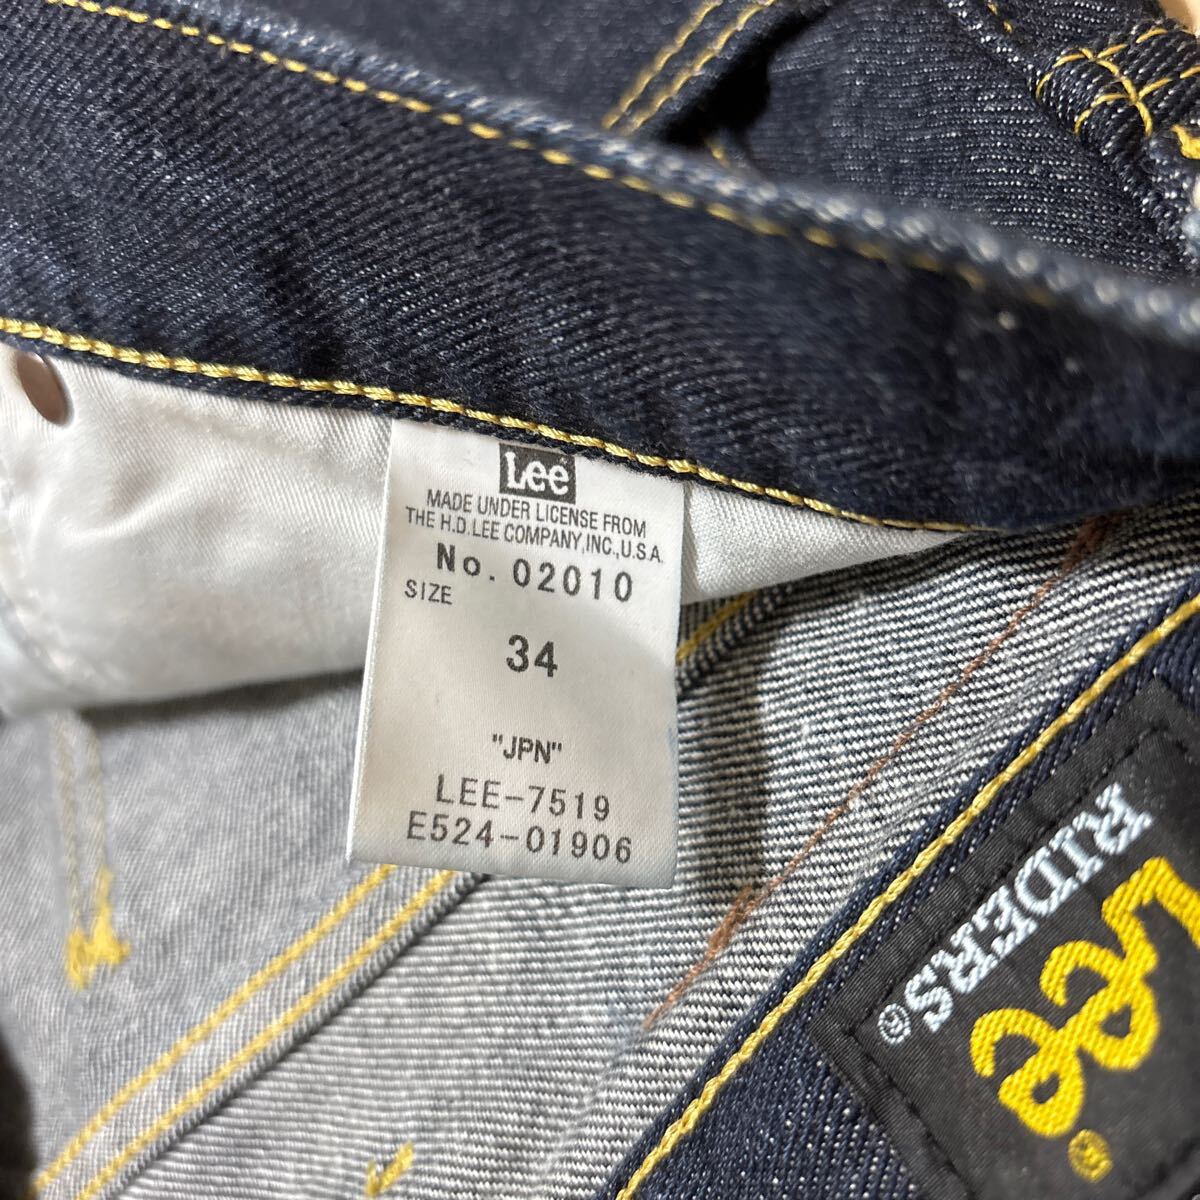 Lee
MADE UNDER LICENSE FROM
THE H.D.LEE COMPANY,INC.,U.S.A.
No. 02010
SIZE
34
"JPN"
LEE-7519
E524-01906
Lee®
RIDERS®